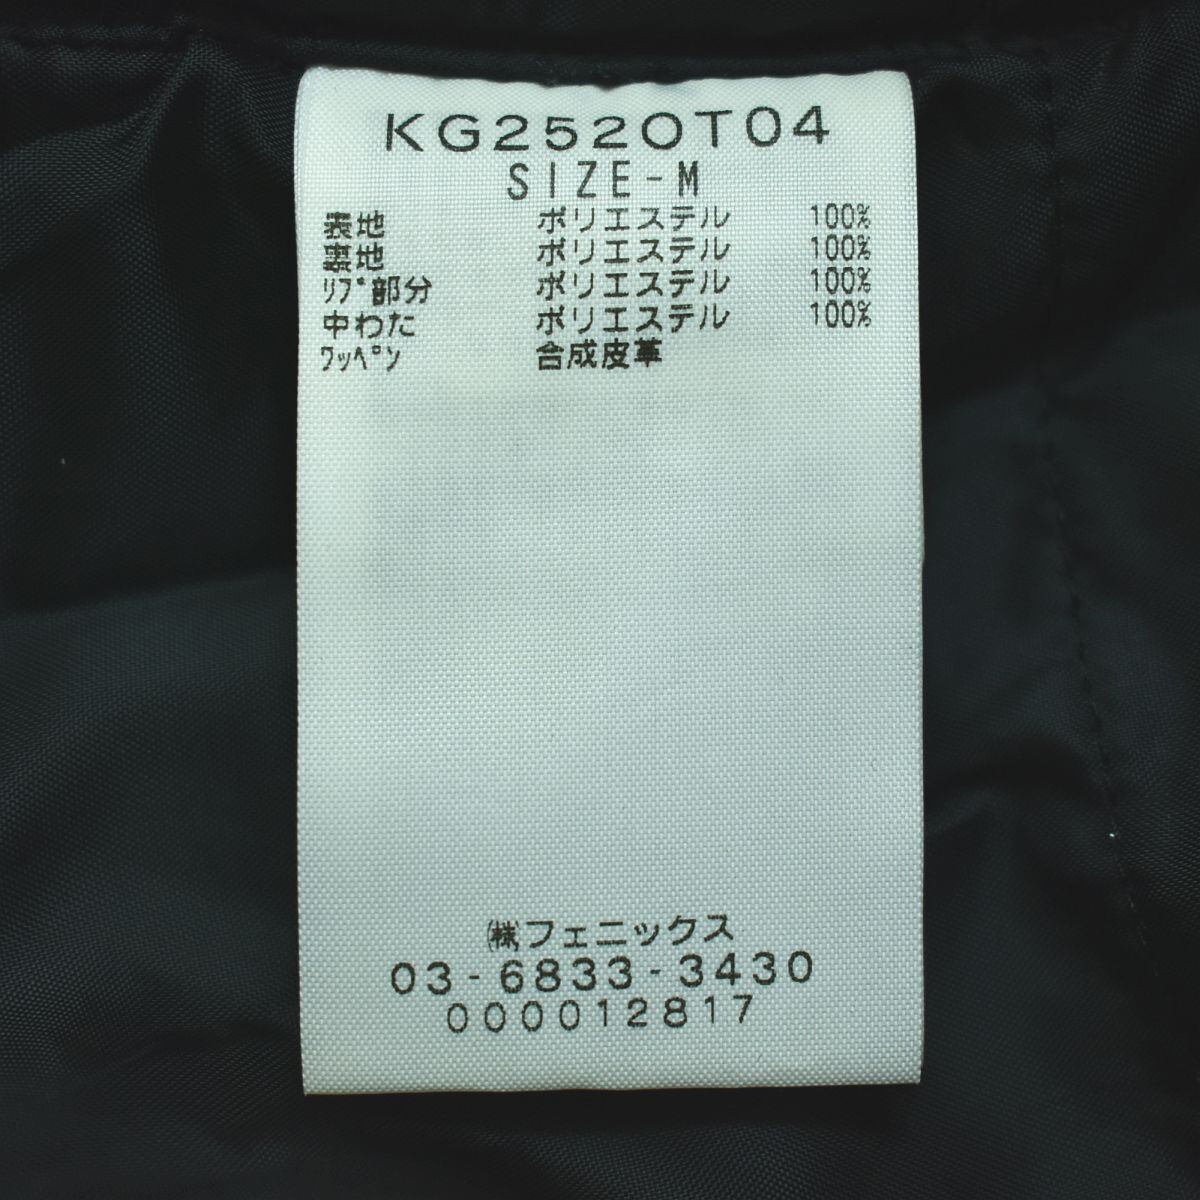 KG252OT04
SIZE-M
表地 ポリエステル 100%
裏地 ポリエステル 100%
ﾘﾌﾞ部分 ポリエステル 100%
中わた ポリエステル 100%
ﾜｯﾍﾟﾝ 合成皮革
㈱フェニックス
03-6833-3430
000012817